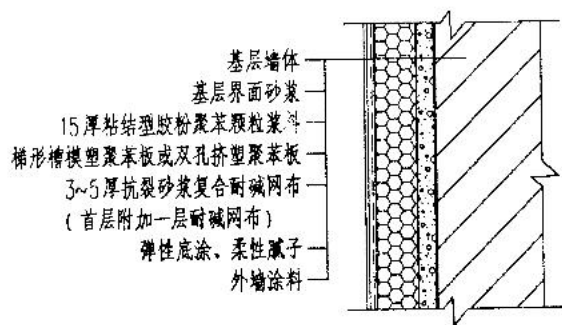 基层墙体
基层界面砂浆
15厚粘结型胶粉聚苯颗粒浆料
梯形槽模塑聚苯板或双孔挤塑聚苯板
3~5厚抗裂砂浆复合耐碱网布
(首层附加一层耐碱网布)
弹性底涂、柔性腻子
外墙涂料